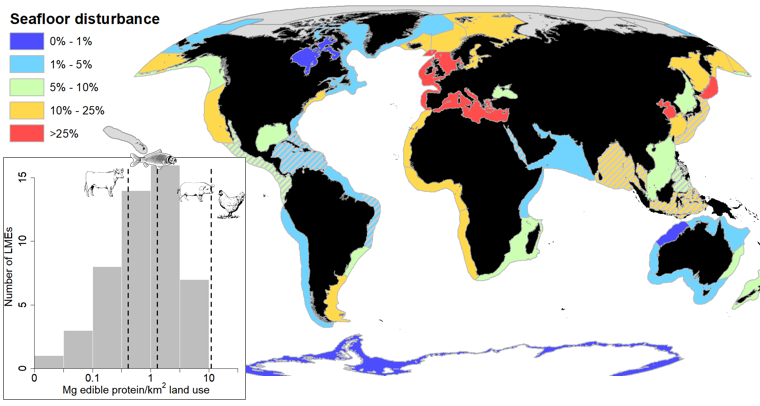 Seafloor disturbance
0% - 1%
1% - 5%
5% - 10%
10% - 25%
>25%
Number of LMEs
15
10
5
0
0 0.1 1 10
Mg edible protein/km² land use